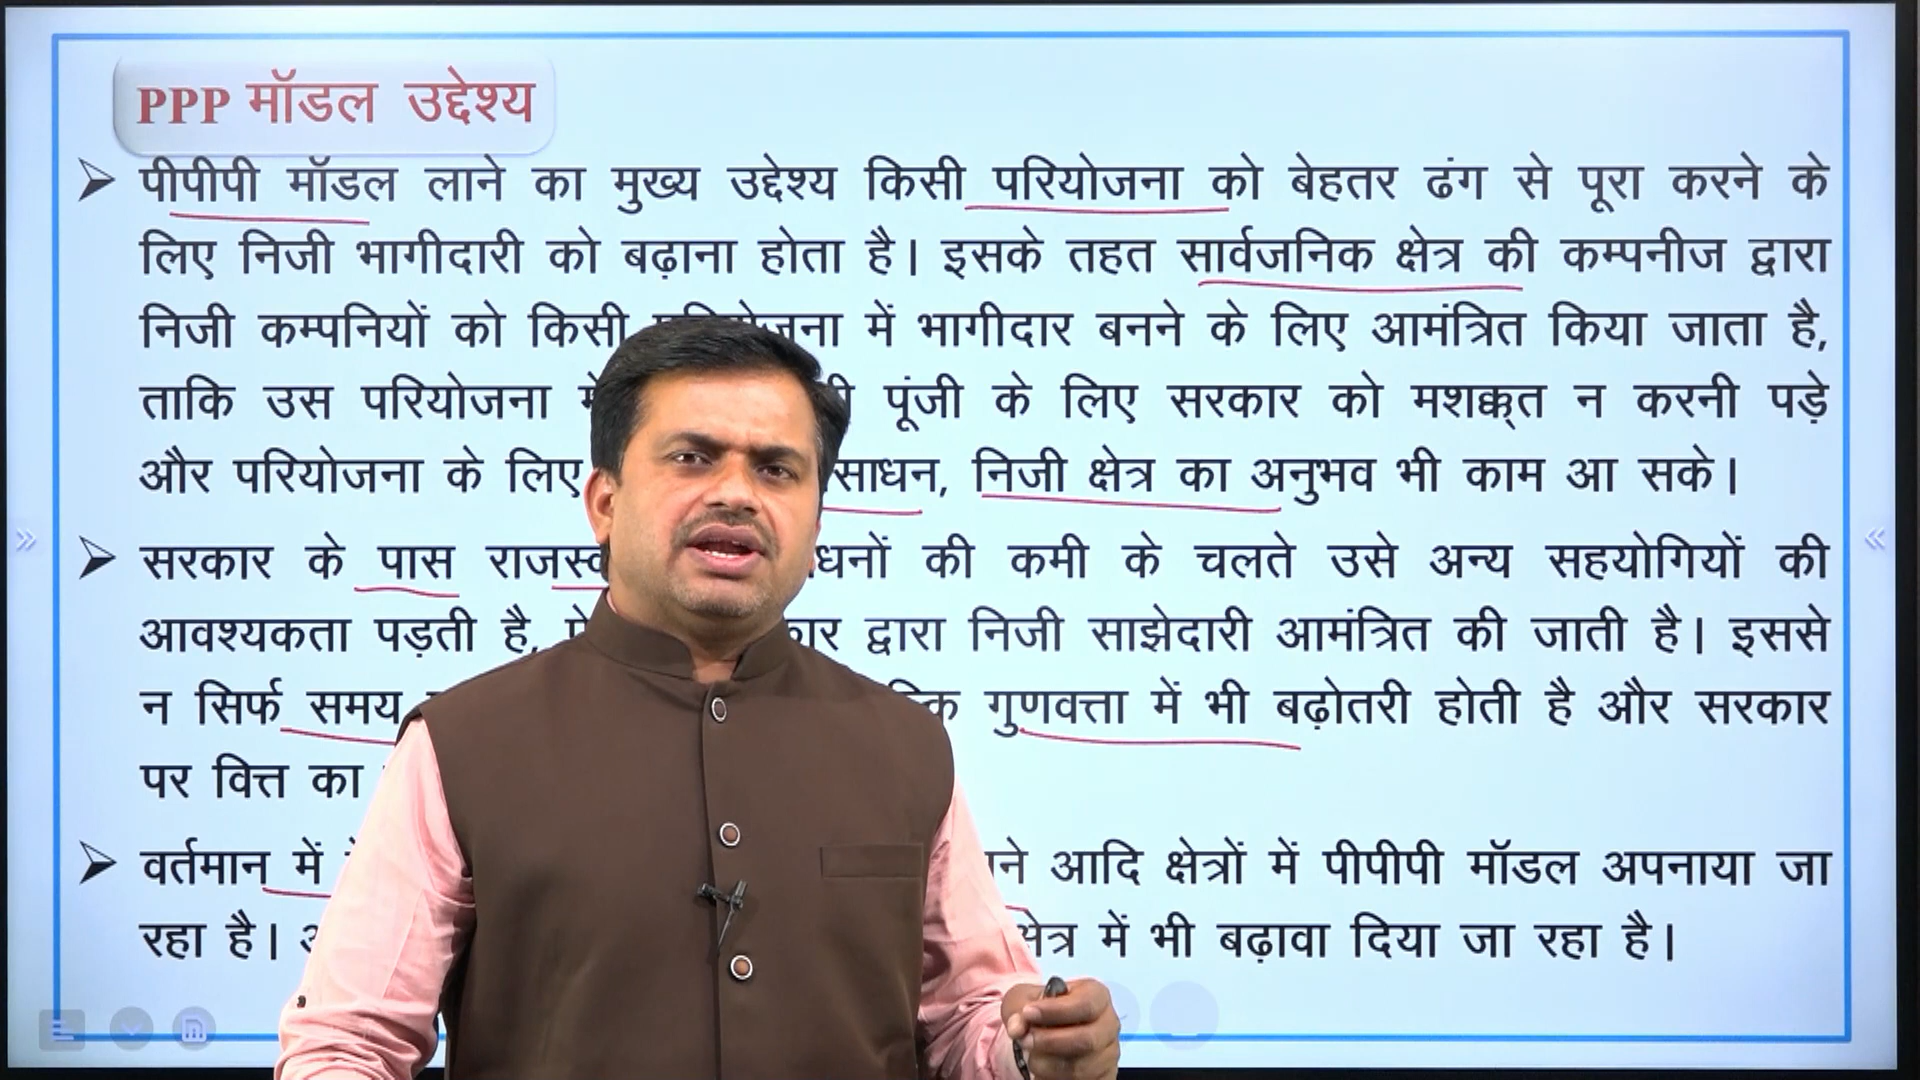 PPP मॉडल उद्देश्य
पीपीपी मॉडल लाने का मुख्य उद्देश्य किसी परियोजना को बेहतर ढंग से पूरा करने के
लिए निजी भागीदारी को बढ़ाना होता है। इसके तहत सार्वजनिक क्षेत्र की कम्पनीज द्वारा
निजी कम्पनियों को किसी परियोजना में भागीदार बनने के लिए आमंत्रित किया जाता है,
ताकि उस परियोजना पूंजी के लिए सरकार को मशक्क्त न करनी पड़े
और परियोजना के लिए साधन, निजी क्षेत्र का अनुभव भी काम आ सके।
सरकार के पास की कमी के चलते उसे अन्य सहयोगियों की
आवश्यकता पड़ती है, द्वारा निजी साझेदारी आमंत्रित की जाती है। इससे
न सिर्फ समय गुणवत्ता में भी बढ़ोतरी होती है और सरकार
पर वित्त का
वर्तमान में आदि क्षेत्रों में पीपीपी मॉडल अपनाया जा
रहा है। क्षेत्र में भी बढ़ावा दिया जा रहा है।